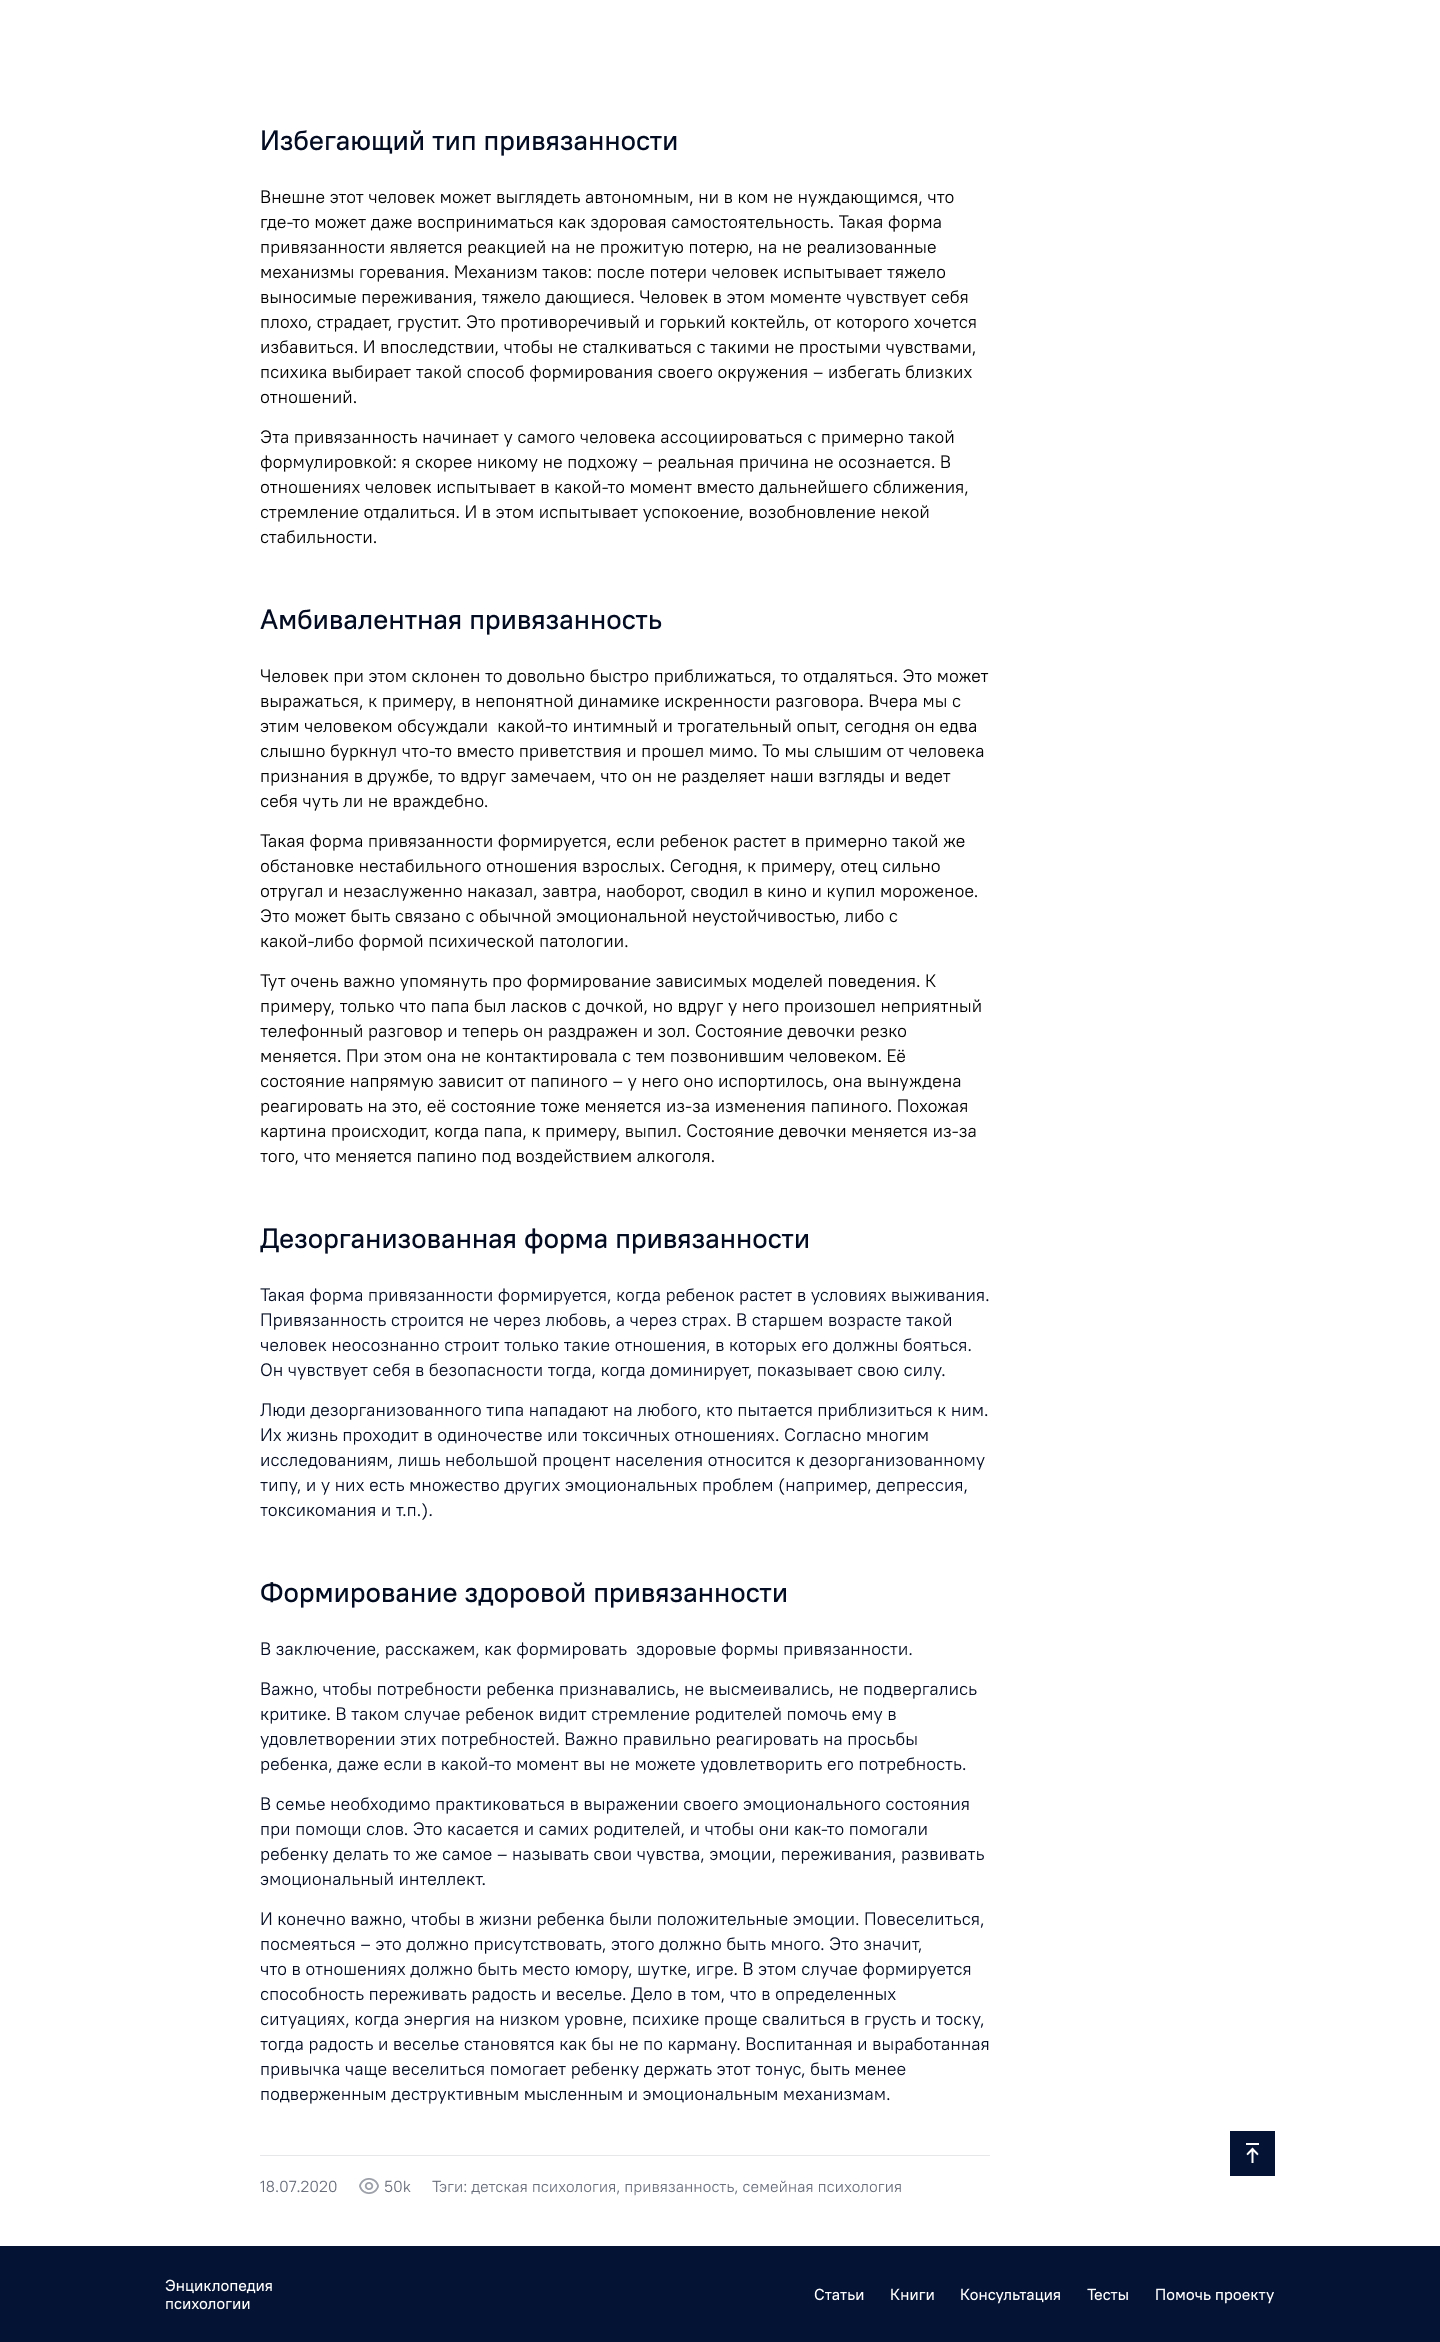 Избегающий тип привязанности
Внешне этот человек может выглядеть автономным, ни в ком не нуждающимся, что
где-то может даже восприниматься как здоровая самостоятельность. Такая форма
привязанности является реакцией на не прожитую потерю, на не реализованные
механизмы горевания. Механизм таков: после потери человек испытывает тяжело
выносимые переживания, тяжело дающиеся. Человек в этом моменте чувствует себя
плохо, страдает, грустит. Это противоречивый и горький коктейль, от которого хочется
избавиться. И впоследствии, чтобы не сталкиваться с такими не простыми чувствами,
психика выбирает такой способ формирования своего окружения – избегать близких
отношений.
Эта привязанность начинает у самого человека ассоциироваться с примерно такой
формулировкой: я скорее никому не подхожу – реальная причина не осознается. В
отношениях человек испытывает в какой-то момент вместо дальнейшего сближения,
стремление отдалиться. И в этом испытывает успокоение, возобновление некой
стабильности.
Амбивалентная привязанность
Человек при этом склонен то довольно быстро приближаться, то отдаляться. Это может
выражаться, к примеру, в непонятной динамике искренности разговора. Вчера мы с
этим человеком обсуждали  какой-то интимный и трогательный опыт, сегодня он едва
слышно буркнул что-то вместо приветствия и прошел мимо. То мы слышим от человека
признания в дружбе, то вдруг замечаем, что он не разделяет наши взгляды и ведет
себя чуть ли не враждебно.
Такая форма привязанности формируется, если ребенок растет в примерно такой же
обстановке нестабильного отношения взрослых. Сегодня, к примеру, отец сильно
отругал и незаслуженно наказал, завтра, наоборот, сводил в кино и купил мороженое.
Это может быть связано с обычной эмоциональной неустойчивостью, либо с
какой-либо формой психической патологии.
Тут очень важно упомянуть про формирование зависимых моделей поведения. К
примеру, только что папа был ласков с дочкой, но вдруг у него произошел неприятный
телефонный разговор и теперь он раздражен и зол. Состояние девочки резко
меняется. При этом она не контактировала с тем позвонившим человеком. Её
состояние напрямую зависит от папиного – у него оно испортилось, она вынуждена
реагировать на это, её состояние тоже меняется из-за изменения папиного. Похожая
картина происходит, когда папа, к примеру, выпил. Состояние девочки меняется из-за
того, что меняется папино под воздействием алкоголя.
Дезорганизованная форма привязанности
Такая форма привязанности формируется, когда ребенок растет в условиях выживания.
Привязанность строится не через любовь, а через страх. В старшем возрасте такой
человек неосознанно строит только такие отношения, в которых его должны бояться.
Он чувствует себя в безопасности тогда, когда доминирует, показывает свою силу.
Люди дезорганизованного типа нападают на любого, кто пытается приблизиться к ним.
Их жизнь проходит в одиночестве или токсичных отношениях. Согласно многим
исследованиям, лишь небольшой процент населения относится к дезорганизованному
типу, и у них есть множество других эмоциональных проблем (например, депрессия,
токсикомания и т.п.).
Формирование здоровой привязанности
В заключение, расскажем, как формировать  здоровые формы привязанности.
Важно, чтобы потребности ребенка признавались, не высмеивались, не подвергались
критике. В таком случае ребенок видит стремление родителей помочь ему в
удовлетворении этих потребностей. Важно правильно реагировать на просьбы
ребенка, даже если в какой-то момент вы не можете удовлетворить его потребность.
В семье необходимо практиковаться в выражении своего эмоционального состояния
при помощи слов. Это касается и самих родителей, и чтобы они как-то помогали
ребенку делать то же самое – называть свои чувства, эмоции, переживания, развивать
эмоциональный интеллект.
И конечно важно, чтобы в жизни ребенка были положительные эмоции. Повеселиться,
посмеяться – это должно присутствовать, этого должно быть много. Это значит,
что в отношениях должно быть место юмору, шутке, игре. В этом случае формируется
способность переживать радость и веселье. Дело в том, что в определенных
ситуациях, когда энергия на низком уровне, психике проще свалиться в грусть и тоску,
тогда радость и веселье становятся как бы не по карману. Воспитанная и выработанная
привычка чаще веселиться помогает ребенку держать этот тонус, быть менее
подверженным деструктивным мысленным и эмоциональным механизмам.
18.07.2020 50k Тэги: детская психология, привязанность, семейная психология
Энциклопедия
психологии
Статьи Книги Консультация Тесты Помочь проекту